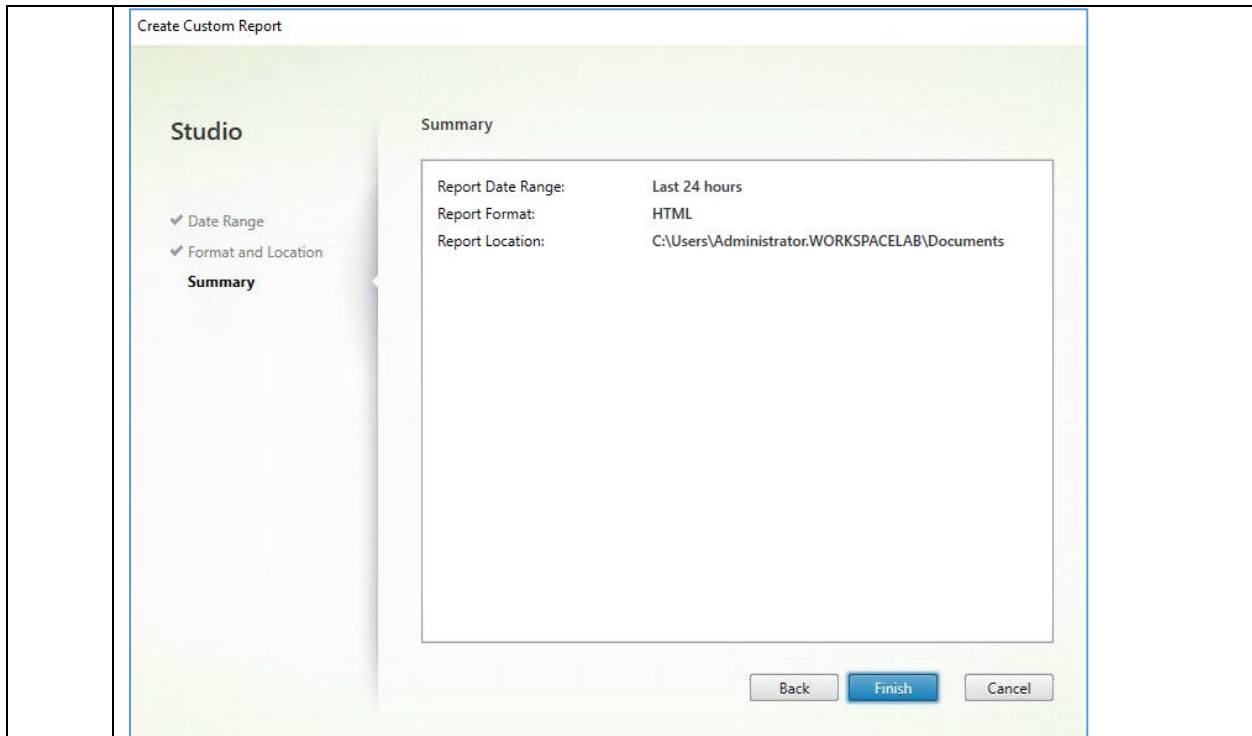 Create Custom Report
Studio
✔ Date Range
✔ Format and Location
Summary
Summary
Report Date Range: Last 24 hours
Report Format: HTML
Report Location: C:\Users\Administrator.WORKSPACELAB\Documents
Back Finish Cancel